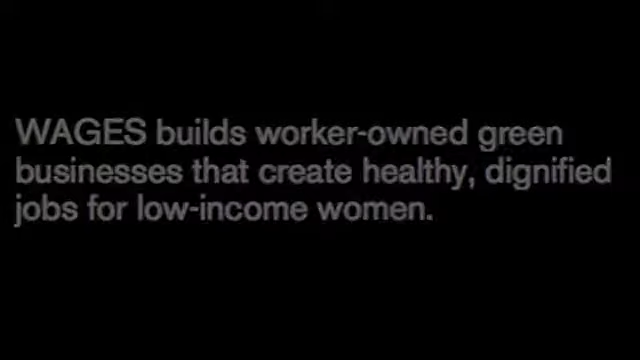 WAGES builds worker-owned green
businesses that create healthy, dignified
jobs for low-income women.